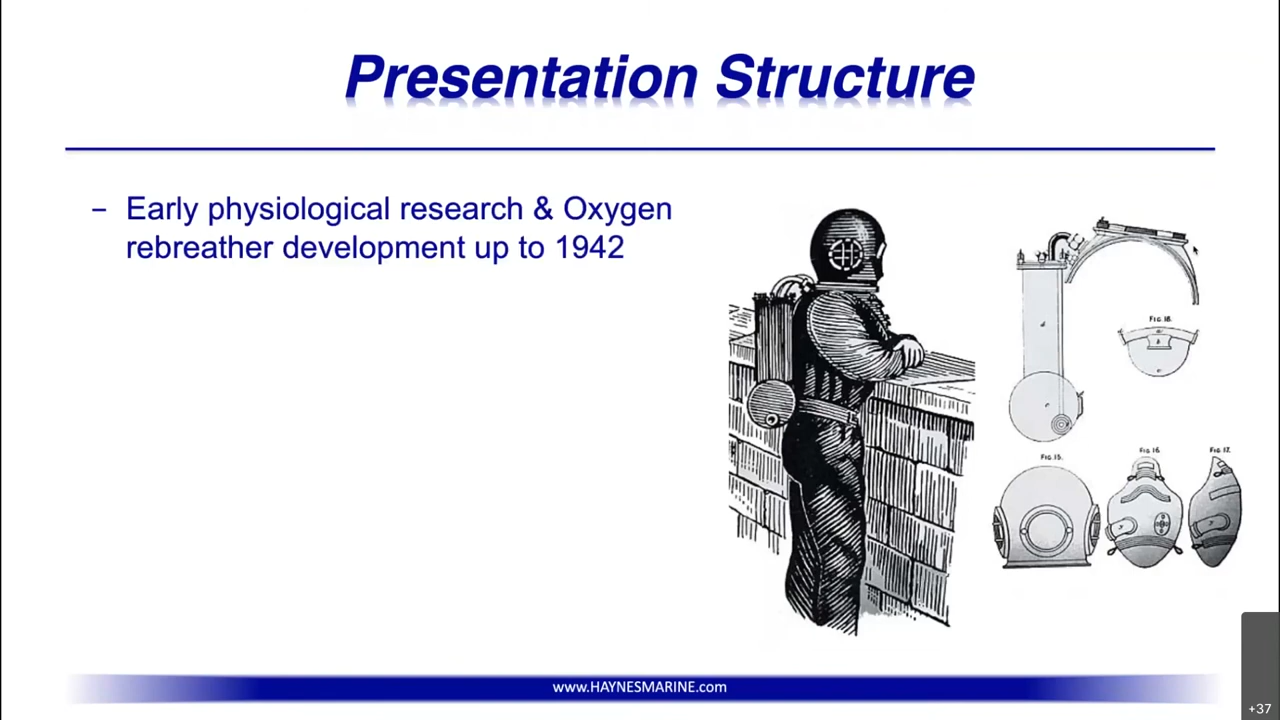 Presentation Structure
– Early physiological research & Oxygen
rebreather development up to 1942
FIG. 18.
FIG. 15.
FIG. 16.
FIG. 17.
www.HAYNESMARINE.com
+37